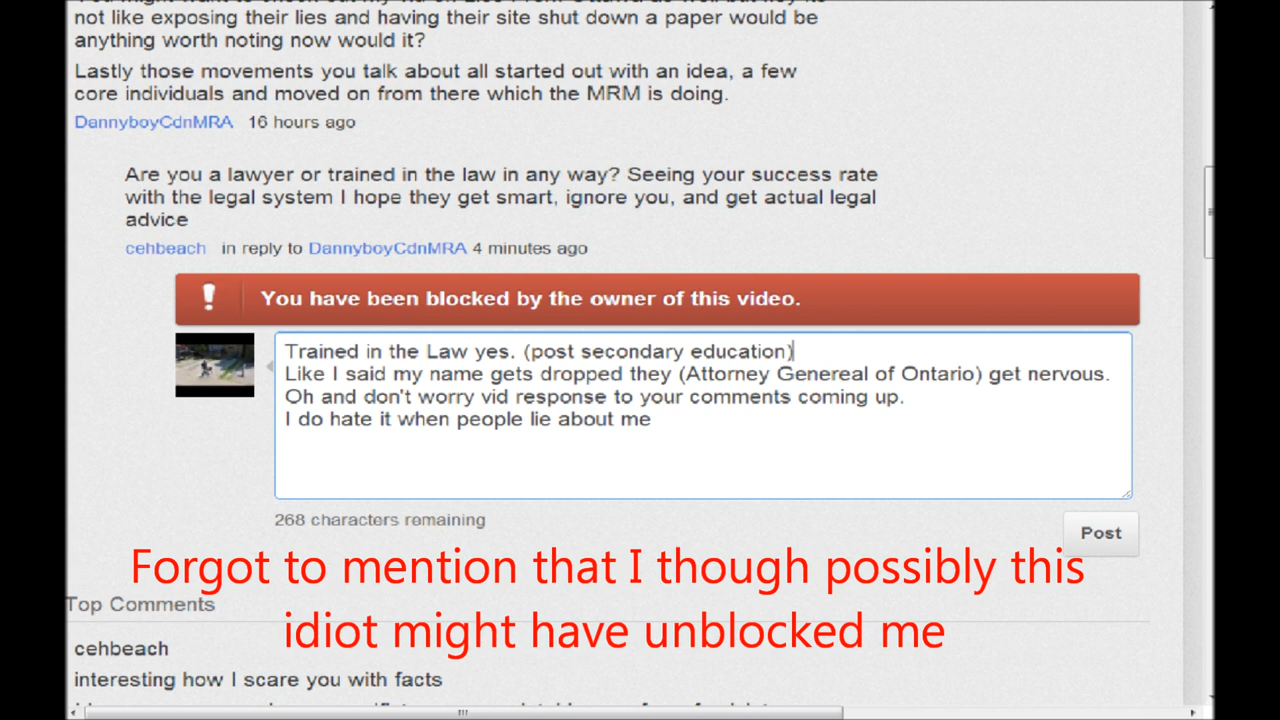 not like exposing their lies and having their site shut down a paper would be
anything worth noting now would it?
Lastly those movements you talk about all started out with an idea, a few
core individuals and moved on from there which the MRM is doing.
DannyboyCdnMRA 16 hours ago
Are you a lawyer or trained in the law in any way? Seeing your success rate
with the legal system I hope they get smart, ignore you, and get actual legal
advice
cehbeach in reply to DannyboyCdnMRA 4 minutes ago
! You have been blocked by the owner of this video.
Trained in the Law yes. (post secondary education)
Like I said my name gets dropped they (Attorney Genereal of Ontario) get nervous.
Oh and don't worry vid response to your comments coming up.
I do hate it when people lie about me
268 characters remaining
Post
Forgot to mention that I though possibly this
idiot might have unblocked me
Top Comments
cehbeach
interesting how I scare you with facts